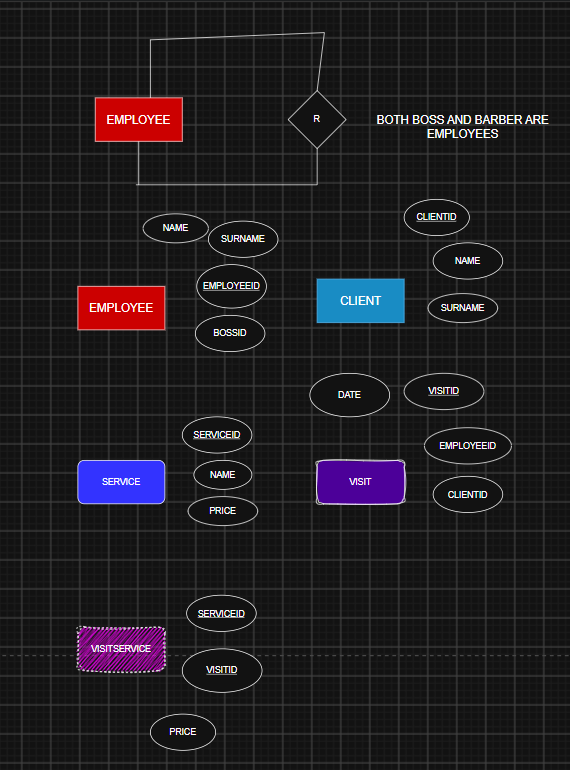 EMPLOYEE
R
BOTH BOSS AND BARBER ARE
EMPLOYEES
NAME
SURNAME
EMPLOYEEID
BOSSID
EMPLOYEE
CLIENTID
NAME
SURNAME
CLIENT
SERVICEID
NAME
PRICE
SERVICE
DATE
VISITID
EMPLOYEEID
CLIENTID
VISIT
SERVICEID
VISITID
PRICE
VISITSERVICE